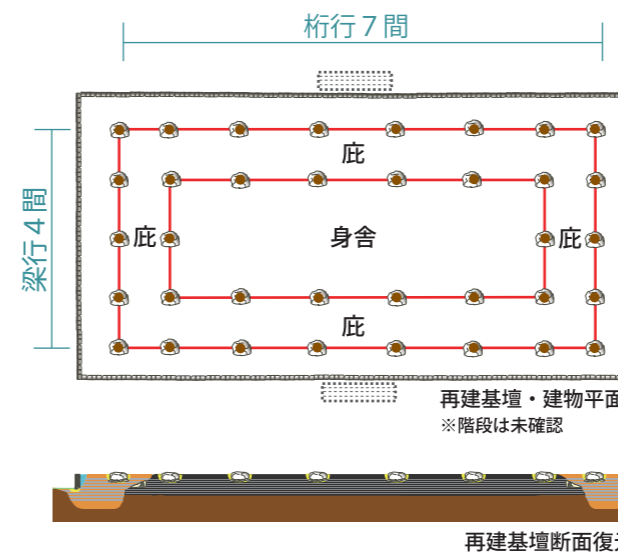 桁行7間
梁行4間
庇
庇 身舎 庇
庇
再建基壇・建物平面
※階段は未確認
再建基壇断面復